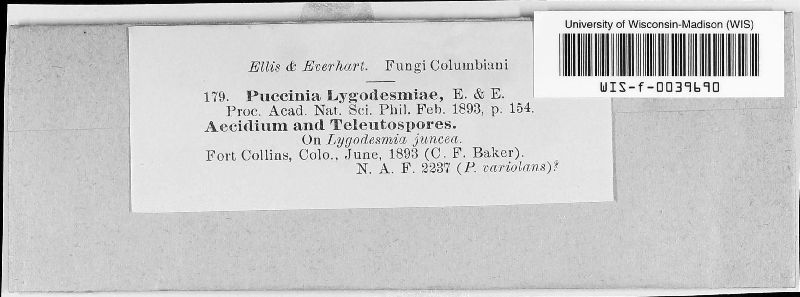 University of Wisconsin-Madison (WIS)
WIS-f-0039690
Ellis & Everhart. Fungi Columbiani
179. Puccinia Lygodesmiae, E. & E.
Proc. Acad. Nat. Sci. Phil. Feb. 1893, p. 154.
Aecidium and Teleutospores.
On Lygodesmia juncea.
Fort Collins, Colo., June, 1893 (C. F. Baker).
N. A. F. 2237 (P. variolans)?